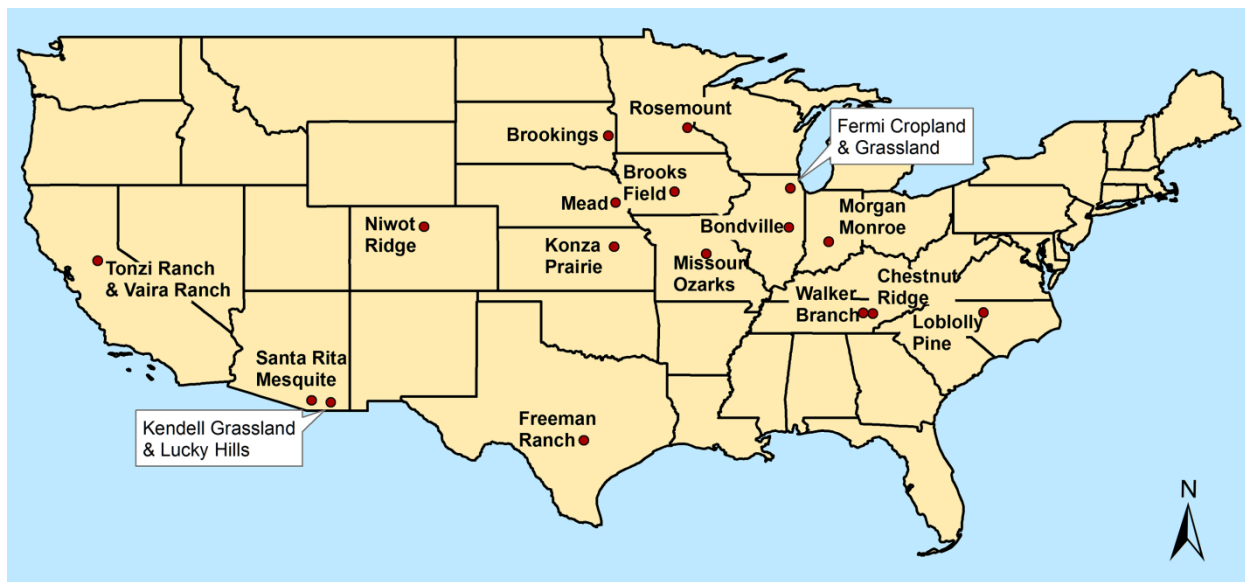 Rosemount
Brookings
Fermi Cropland
& Grassland
Brooks
Field
Mead
Niwot
Ridge
Bondville
Morgan
Monroe
Konza
Prairie
Missour
Ozarks
Tonzi Ranch
& Vaira Ranch
Chestnut
Ridge
Walker
Branch
Loblolly
Pine
Santa Rita
Mesquite
Kendell Grassland
& Lucky Hills
Freeman
Ranch
N